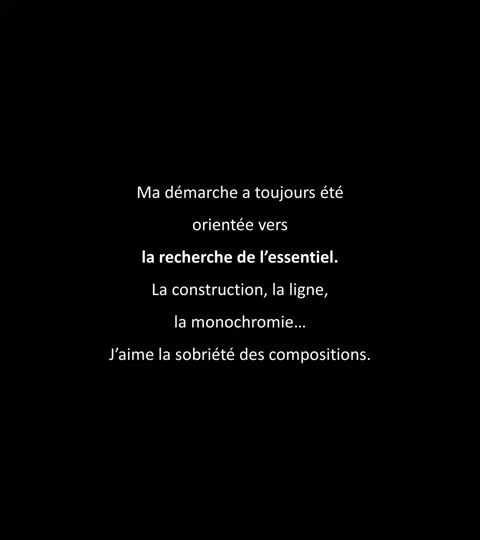 Ma démarche a toujours été
orientée vers
la recherche de l’essentiel.
La construction, la ligne,
la monochromie…
J’aime la sobriété des compositions.